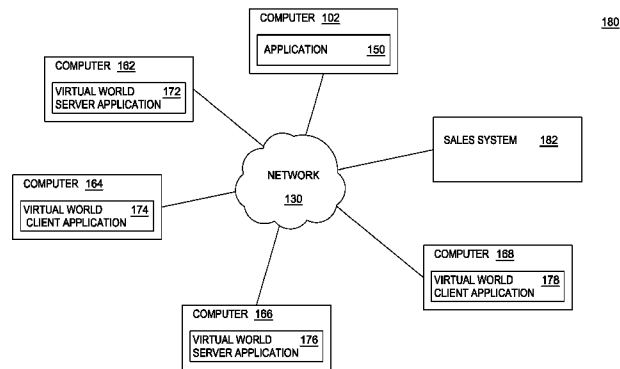 COMPUTER 102
180
APPLICATION 150
COMPUTER 162
VIRTUAL WORLD 172
SERVER APPLICATION
SALES SYSTEM 182
NETWORK
130
COMPUTER 164
VIRTUAL WORLD 174
CLIENT APPLICATION
COMPUTER 168
VIRTUAL WORLD 178
CLIENT APPLICATION
COMPUTER 166
VIRTUAL WORLD 176
SERVER APPLICATION